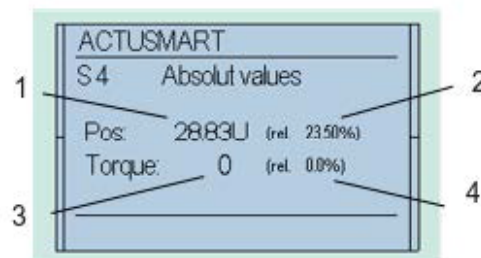 ACTUSMART
S 4 Absolut values
1
2
Pos: 28.83U (rel. 23.50%)
Torque: 0 (rel. 0.0%)
3
4